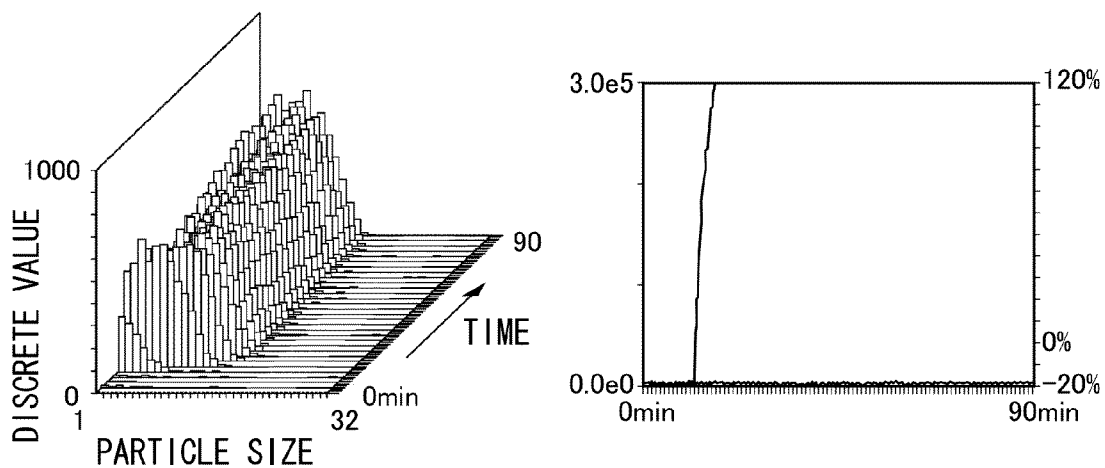 1000
DISCRETE VALUE
0
1
32
PARTICLE SIZE
0min
TIME
90
3.0e5
0.0e0
0min
90min
120%
0%
-20%